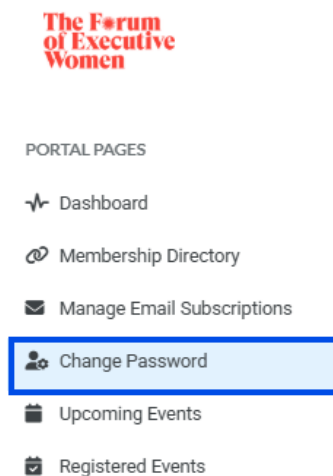 The Forum
of Executive
Women
PORTAL PAGES
Dashboard
Membership Directory
Manage Email Subscriptions
Change Password
Upcoming Events
Registered Events